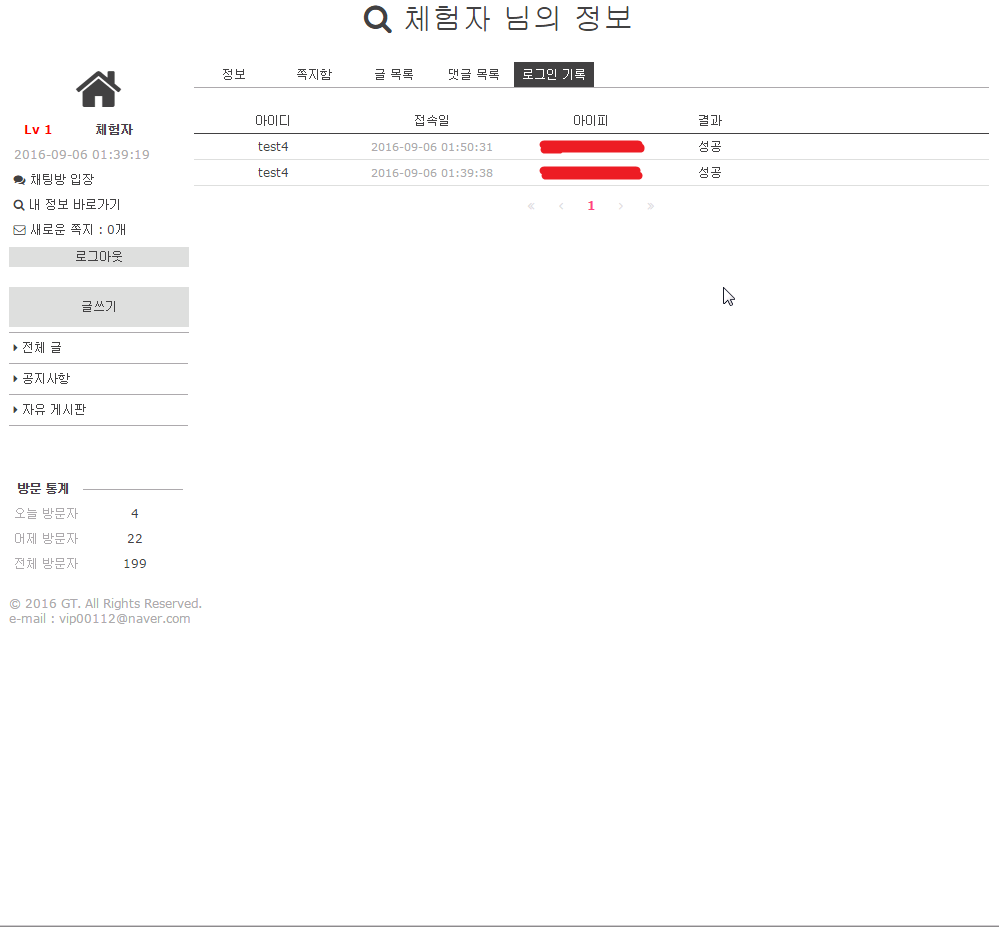 체험자 님의 정보
정보 쪽지함 글 목록 댓글 목록 로그인 기록
아이디 접속일 아이피 결과
test4 2016-09-06 01:50:31 성공
test4 2016-09-06 01:39:38 성공
« ‹ 1 › »
Lv 1 체험자
2016-09-06 01:39:19
채팅방 입장
내 정보 바로가기
새로운 쪽지 : 0개
로그아웃
글쓰기
전체 글
공지사항
자유 게시판
방문 통계
오늘 방문자 4
어제 방문자 22
전체 방문자 199
© 2016 GT. All Rights Reserved.
e-mail : vip00112@naver.com